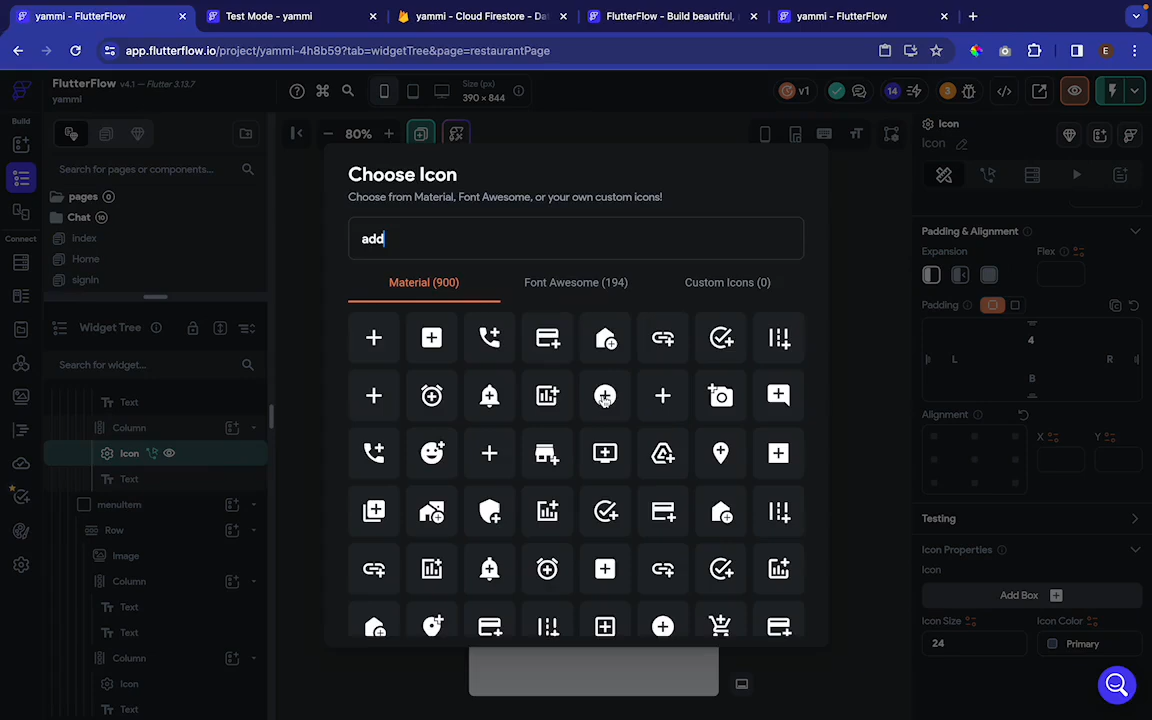 yammi - FlutterFlow
Test Mode - yammi
yammi - Cloud Firestore - Da
FlutterFlow - Build beautiful,
yammi - FlutterFlow
app.flutterflow.io/project/yammi-4h8b59?tab=widgetTree&page=restaurantPage
E
FlutterFlow v4.1 - Flutter 3.13.7
yammi
Size (px)
390 × 844
v1
14
3
Build
80%
Icon
Icon
Search for pages or components...
pages 0
Chat 10
index
Home
signIn
Connect
Widget Tree
Search for widget...
Text
Column
Icon
Text
menuItem
Row
Image
Column
Text
Text
Column
Icon
Text
Choose Icon
Choose from Material, Font Awesome, or your own custom icons!
add
Material (900)
Font Awesome (194)
Custom Icons (0)
Padding & Alignment
Expansion
Flex
Padding
4
L
R
B
Alignment
X
Y
Testing
Icon Properties
Icon
Add Box
Icon Size
Icon Color
24
Primary